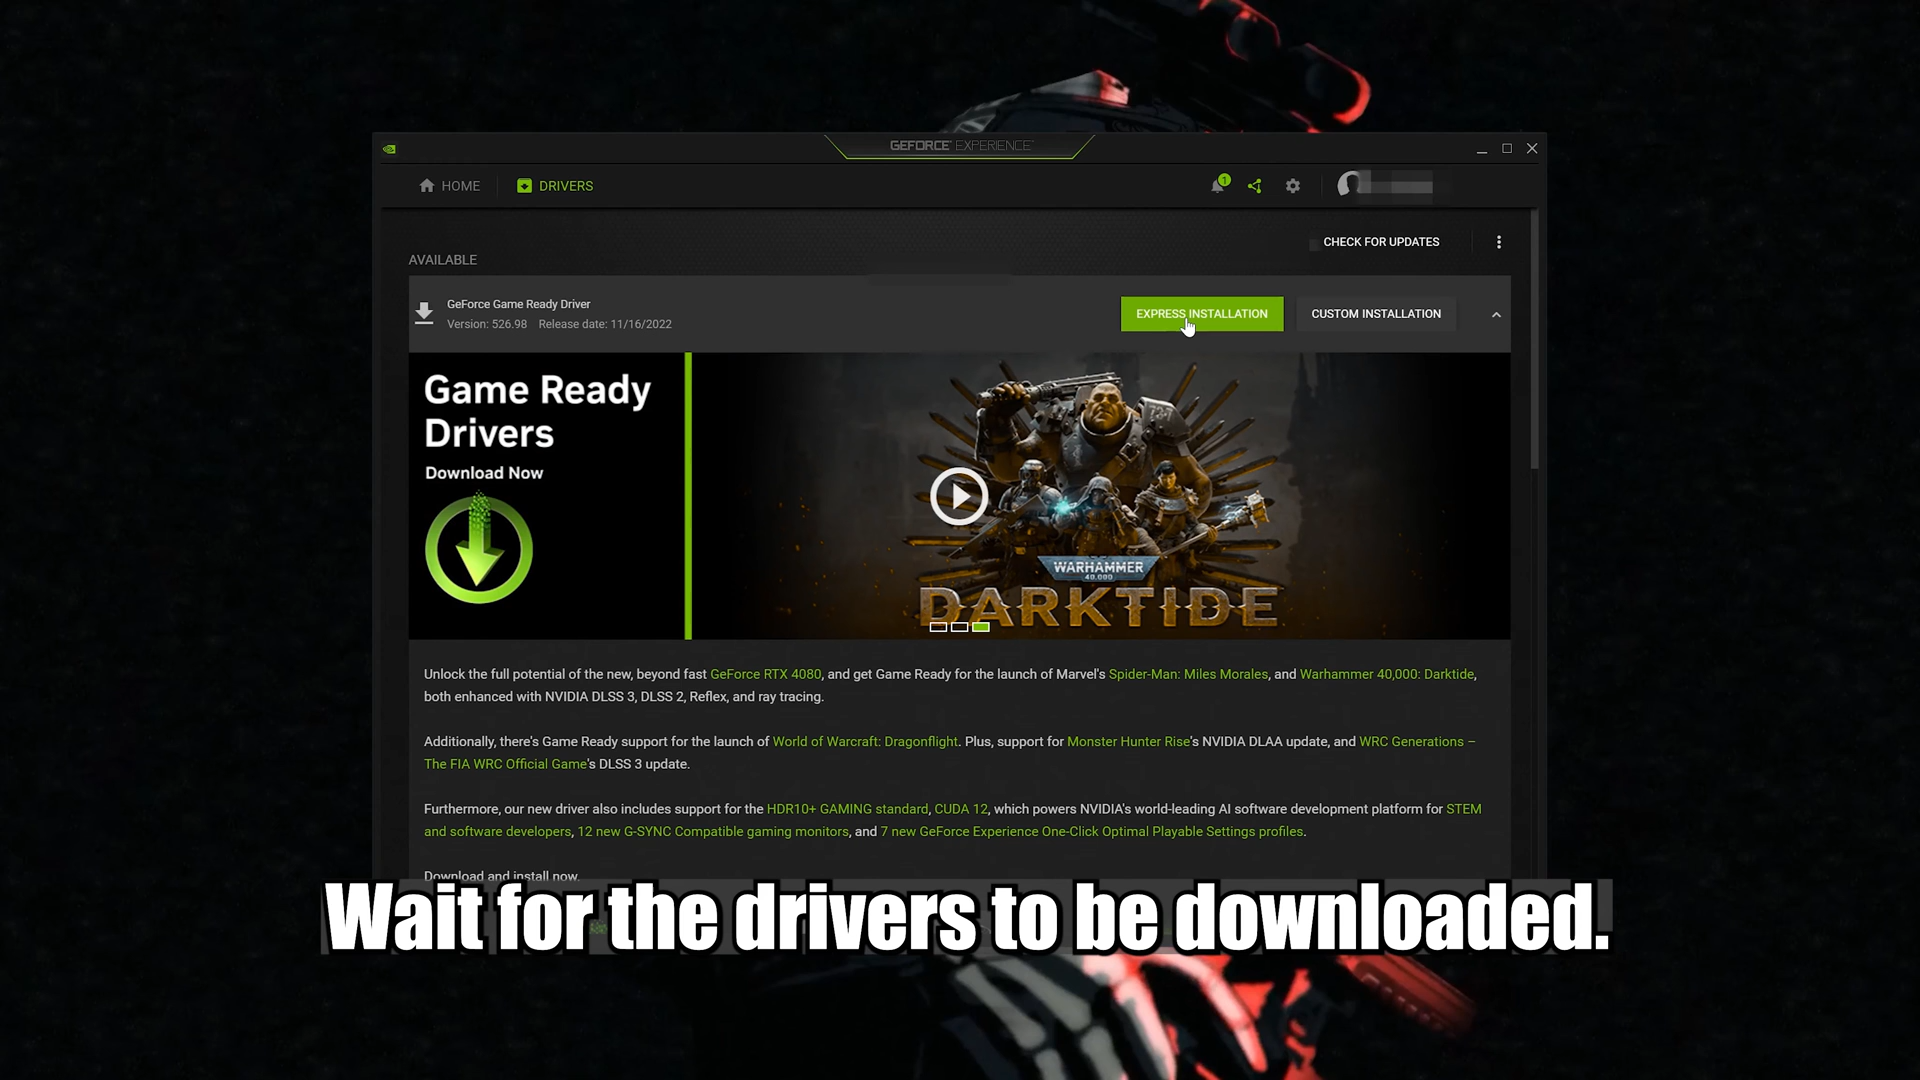 GEFORCE EXPERIENCE
HOME
DRIVERS
1
CHECK FOR UPDATES
AVAILABLE
GeForce Game Ready Driver
Version: 526.98 Release date: 11/16/2022
EXPRESS INSTALLATION
CUSTOM INSTALLATION
Game Ready
Drivers
Download Now
WARHAMMER
40,000
DARKTIDE
Unlock the full potential of the new, beyond fast GeForce RTX 4080, and get Game Ready for the launch of Marvel's Spider-Man: Miles Morales, and Warhammer 40,000: Darktide,
both enhanced with NVIDIA DLSS 3, DLSS 2, Reflex, and ray tracing.
Additionally, there's Game Ready support for the launch of World of Warcraft: Dragonflight. Plus, support for Monster Hunter Rise's NVIDIA DLAA update, and WRC Generations –
The FIA WRC Official Game's DLSS 3 update.
Furthermore, our new driver also includes support for the HDR10+ GAMING standard, CUDA 12, which powers NVIDIA's world-leading AI software development platform for STEM
and software developers, 12 new G-SYNC Compatible gaming monitors, and 7 new GeForce Experience One-Click Optimal Playable Settings profiles.
Download and install now.
Wait for the drivers to be downloaded.